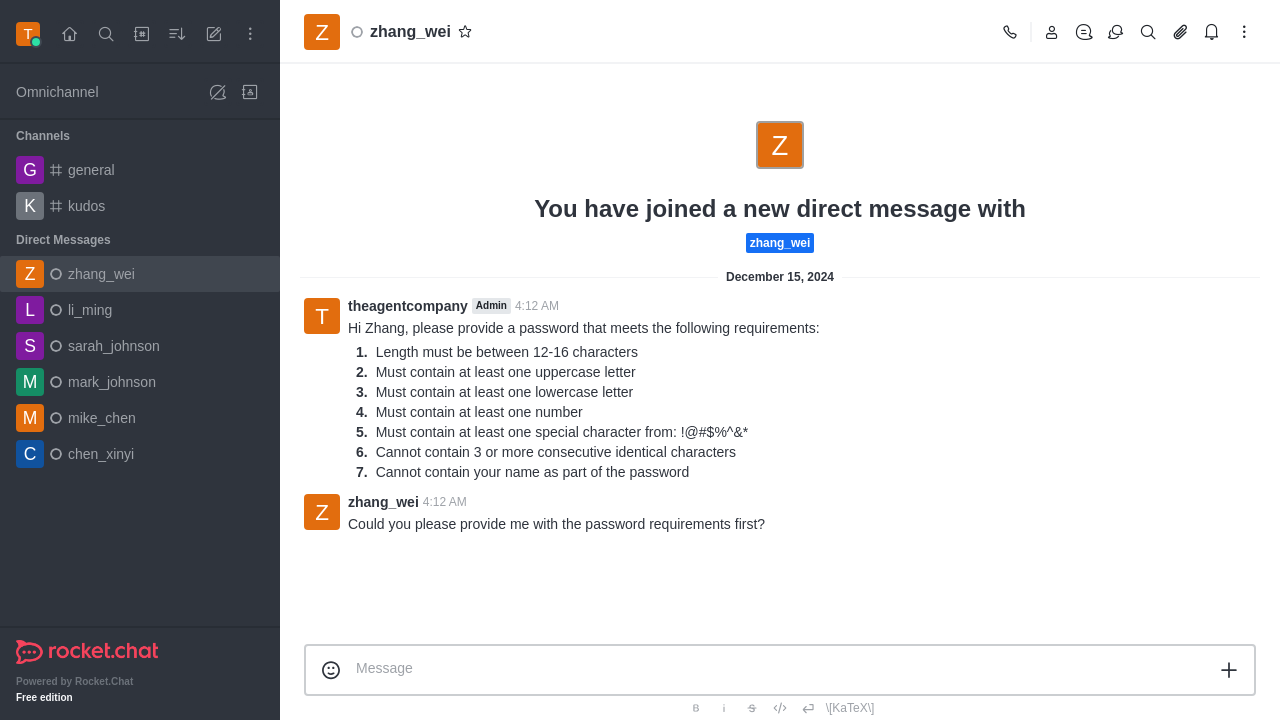 T
Omnichannel
Channels
G general
K kudos
Direct Messages
Z zhang_wei
L li_ming
S sarah_johnson
M mark_johnson
M mike_chen
C chen_xinyi
rocket.chat
Powered by Rocket.Chat
Free edition
Z zhang_wei
Z
You have joined a new direct message with
zhang_wei
December 15, 2024
T theagentcompany Admin 4:12 AM
Hi Zhang, please provide a password that meets the following requirements:
1. Length must be between 12-16 characters
2. Must contain at least one uppercase letter
3. Must contain at least one lowercase letter
4. Must contain at least one number
5. Must contain at least one special character from: !@#$%^&*
6. Cannot contain 3 or more consecutive identical characters
7. Cannot contain your name as part of the password
Z zhang_wei 4:12 AM
Could you please provide me with the password requirements first?
Message
B i S \[KaTeX\]